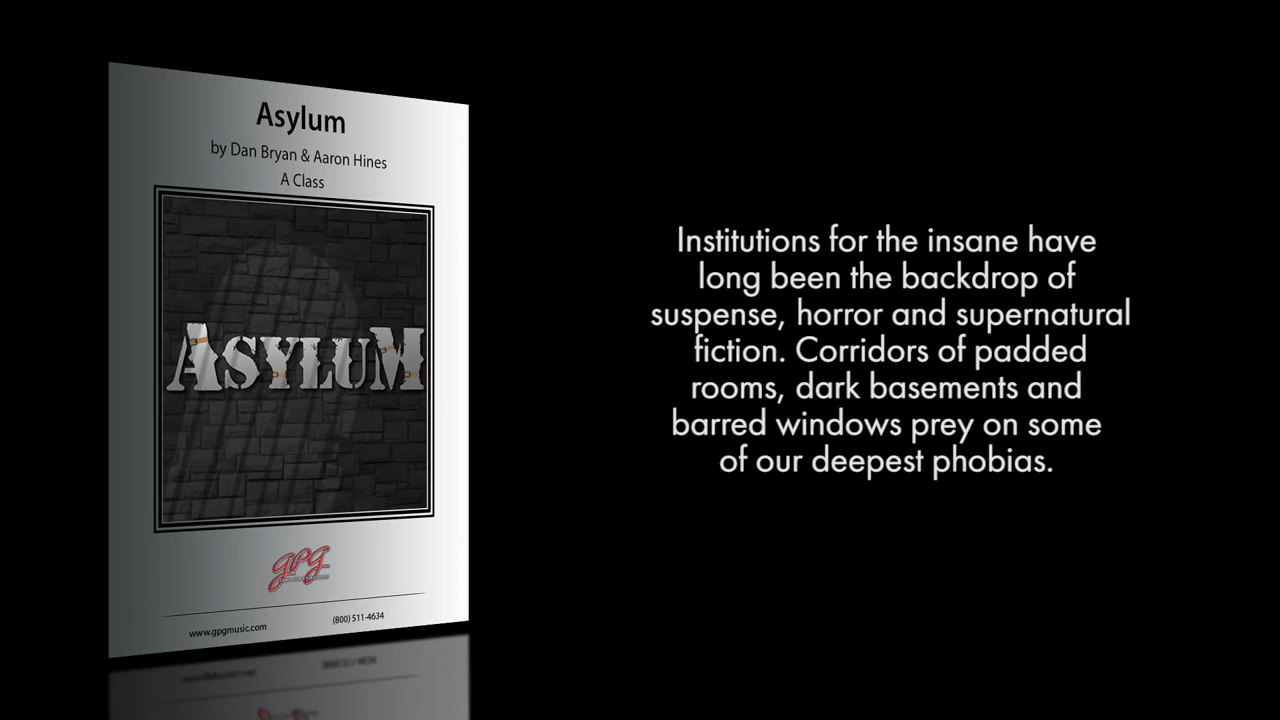 Asylum
by Dan Bryan & Aaron Hines
A Class
ASYLUM
gpg
www.gpgmusic.com
(800) 511-4634
Institutions for the insane have
long been the backdrop of
suspense, horror and supernatural
fiction. Corridors of padded
rooms, dark basements and
barred windows prey on some
of our deepest phobias.